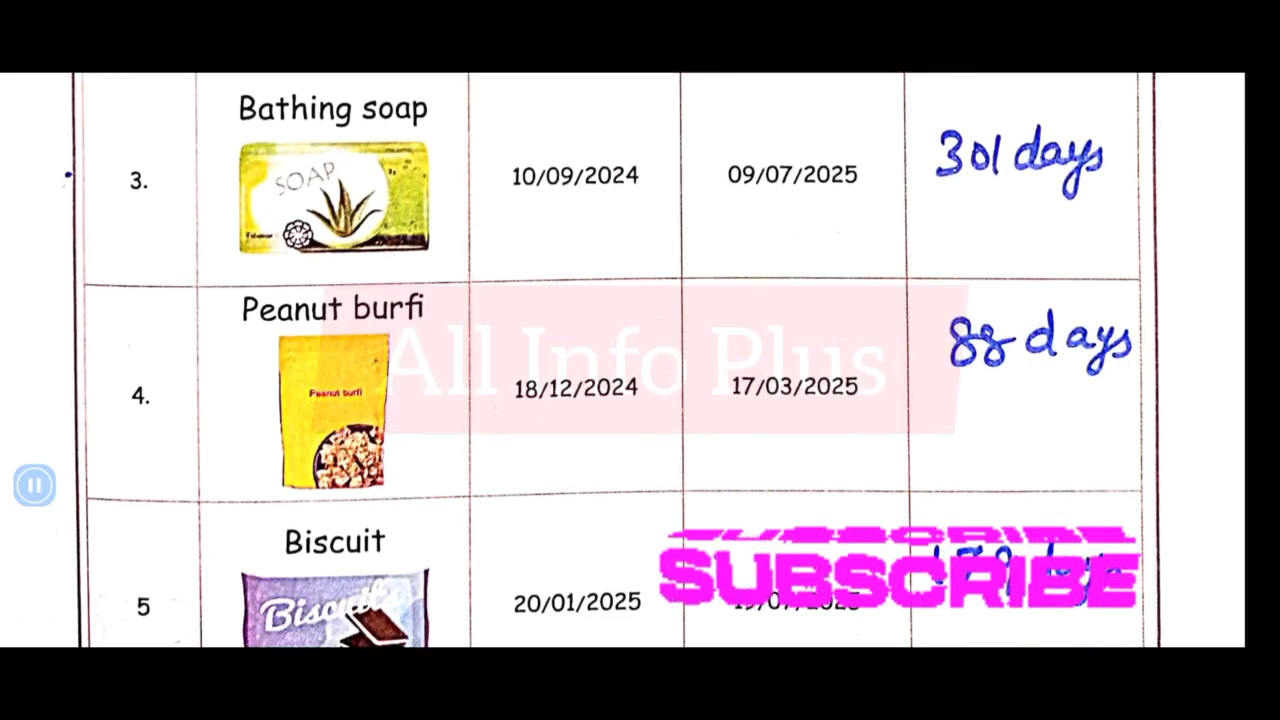 Bathing soap
SOAP
3.
10/09/2024
09/07/2025
301 days
Peanut burfi
Peanut burfi
4.
18/12/2024
17/03/2025
88 days
All Info Plus
Biscuit
Biscuit
5
20/01/2025
SUBSCRIBE